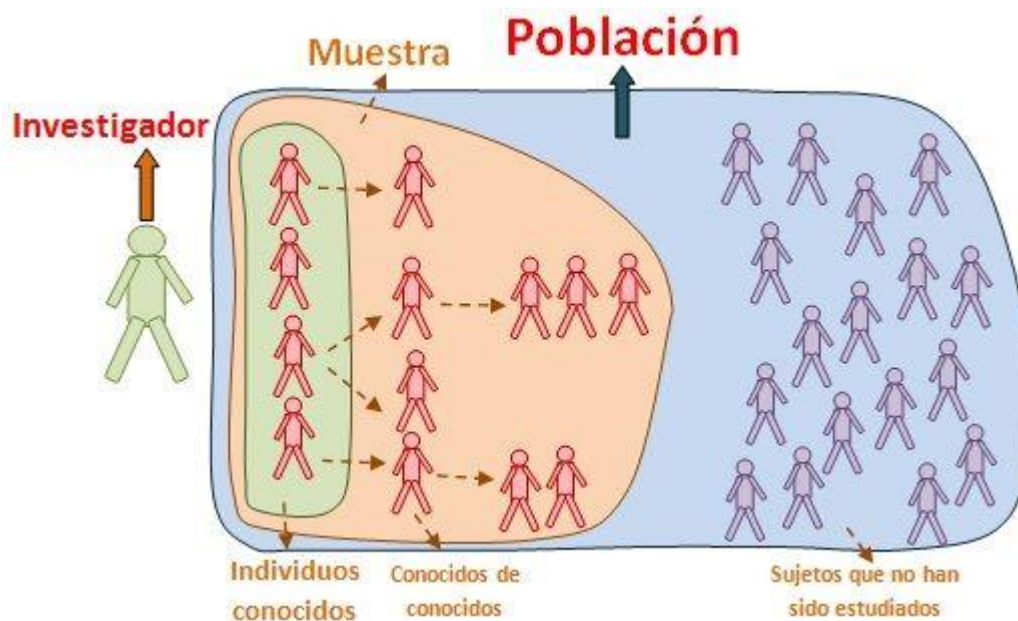 Población
Muestra
Investigador
Individuos
conocidos
Conocidos de
conocidos
Sujetos que no han
sido estudiados